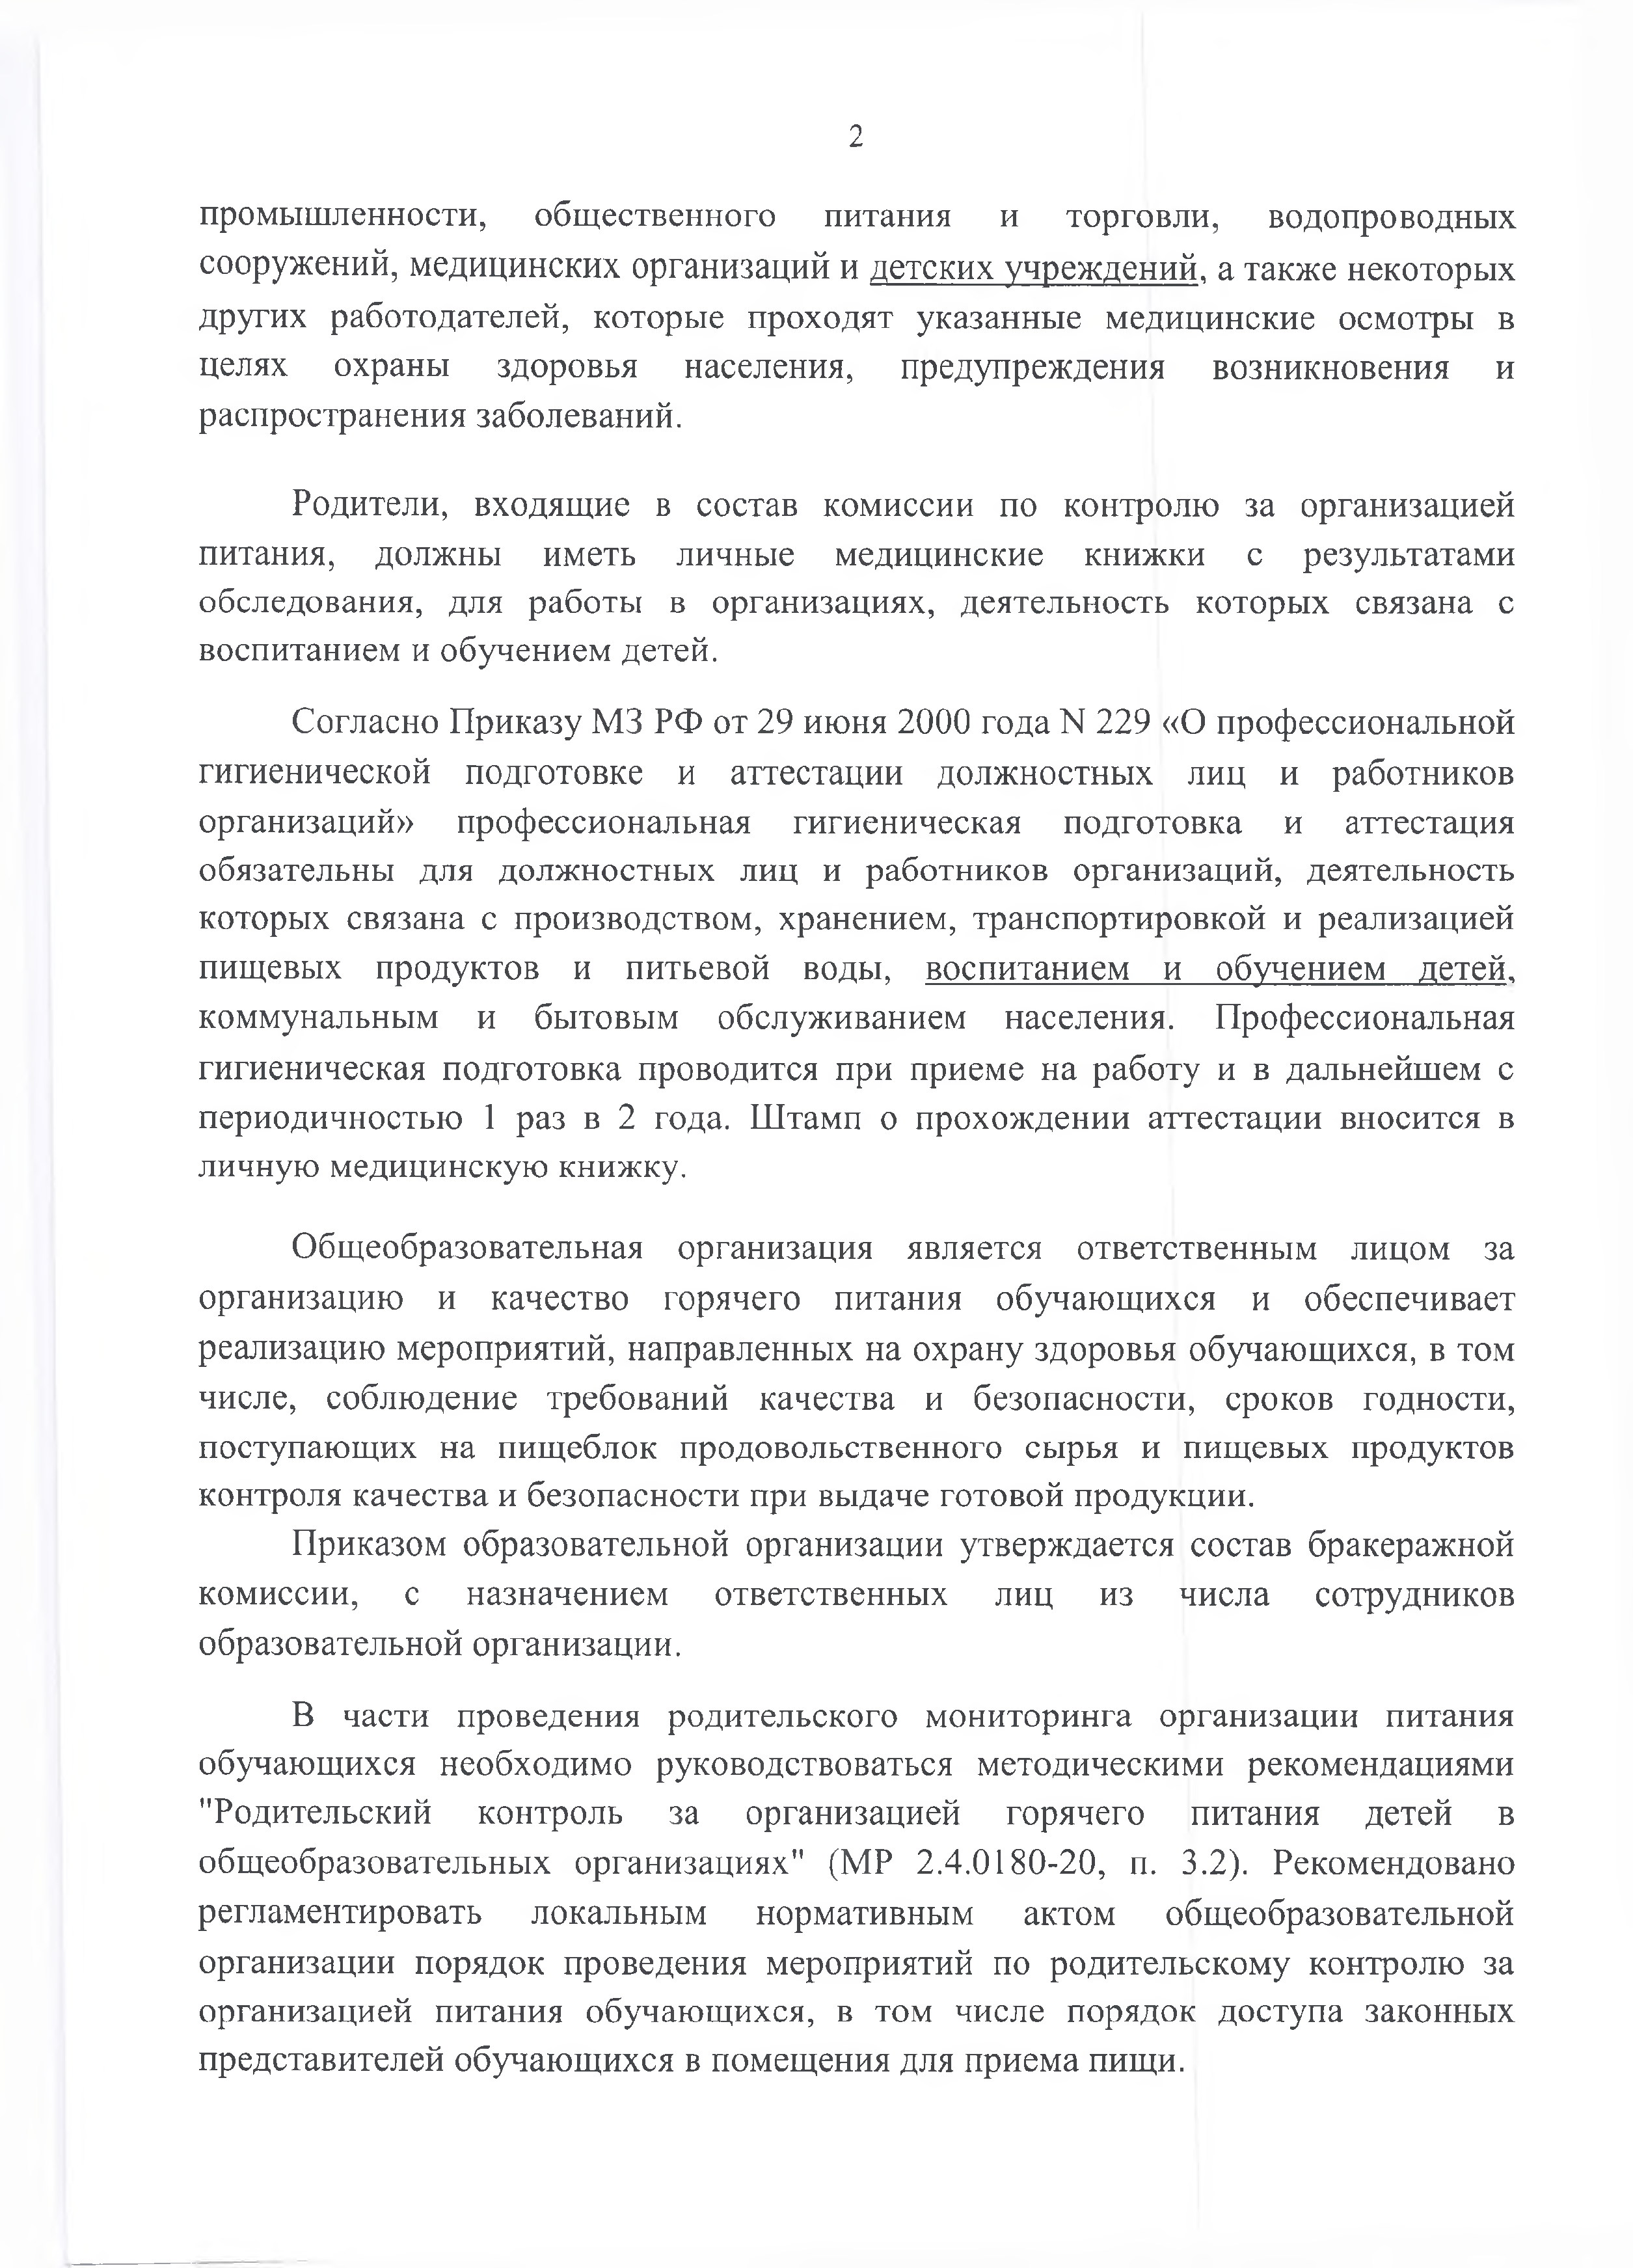 2
промышленности, общественного питания и торговли, водопроводных
сооружений, медицинских организаций и детских учреждений, а также некоторых
других работодателей, которые проходят указанные медицинские осмотры в
целях охраны здоровья населения, предупреждения возникновения и
распространения заболеваний.
Родители, входящие в состав комиссии по контролю за организацией
питания, должны иметь личные медицинские книжки с результатами
обследования, для работы в организациях, деятельность которых связана с
воспитанием и обучением детей.
Согласно Приказу МЗ РФ от 29 июня 2000 года N 229 «О профессиональной
гигиенической подготовке и аттестации должностных лиц и работников
организаций» профессиональная гигиеническая подготовка и аттестация
обязательны для должностных лиц и работников организаций, деятельность
которых связана с производством, хранением, транспортировкой и реализацией
пищевых продуктов и питьевой воды, воспитанием и обучением детей,
коммунальным и бытовым обслуживанием населения. Профессиональная
гигиеническая подготовка проводится при приеме на работу и в дальнейшем с
периодичностью 1 раз в 2 года. Штамп о прохождении аттестации вносится в
личную медицинскую книжку.
Общеобразовательная организация является ответственным лицом за
организацию и качество горячего питания обучающихся и обеспечивает
реализацию мероприятий, направленных на охрану здоровья обучающихся, в том
числе, соблюдение требований качества и безопасности, сроков годности,
поступающих на пищеблок продовольственного сырья и пищевых продуктов
контроля качества и безопасности при выдаче готовой продукции.
Приказом образовательной организации утверждается состав бракеражной
комиссии, с назначением ответственных лиц из числа сотрудников
образовательной организации.
В части проведения родительского мониторинга организации питания
обучающихся необходимо руководствоваться методическими рекомендациями
"Родительский контроль за организацией горячего питания детей в
общеобразовательных организациях" (МР 2.4.0180-20, п. 3.2). Рекомендовано
регламентировать локальным нормативным актом общеобразовательной
организации порядок проведения мероприятий по родительскому контролю за
организацией питания обучающихся, в том числе порядок доступа законных
представителей обучающихся в помещения для приема пищи.